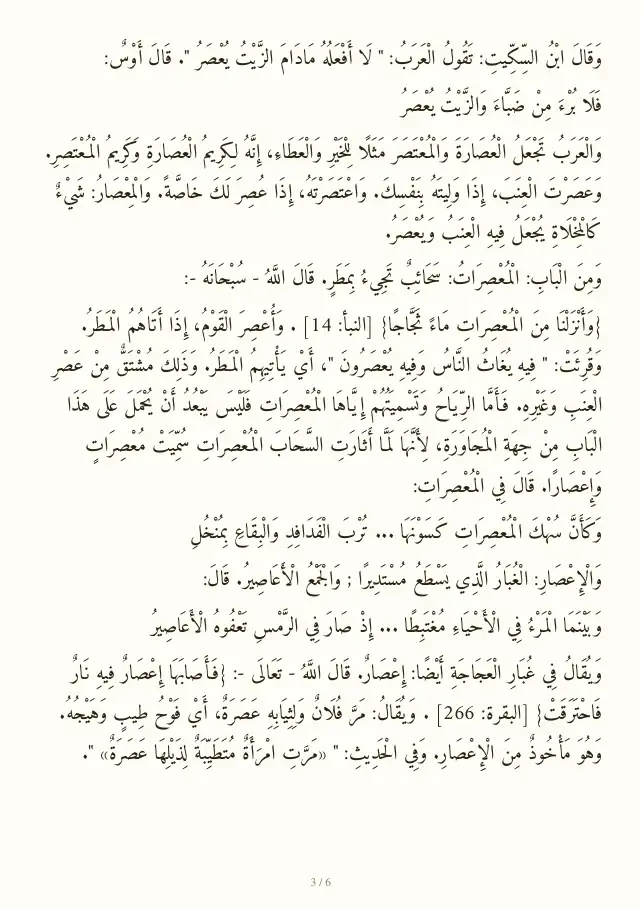 وَقَالَ ابْنُ السِّكِّيتِ: تَقُولُ الْعَرَبُ: " لَا أَفْعَلُهُ مَادَامَ الزَّيْتُ يُعْصَرُ ". قَالَ أَوْسٌ:
فَلَا بُرْءَ مِنْ ضَبَّاءَ وَالزَّيْتُ يُعْصَرُ
وَالْعَرَبُ تَجْعَلُ الْعُصَارَةَ وَالْمُعْتَصَرَ مَثَلًا لِلْخَيْرِ وَالْعَطَاءِ، إِنَّهُ لِكَرِيمُ الْعُصَارَةِ وَكَرِيمُ الْمُعْتَصِرِ.
وَعَصَرْتَ الْعِنَبَ، إِذَا وَلِيتَهُ بِنَفْسِكَ. وَاعْتَصَرْتَهُ، إِذَا عُصِرَ لَكَ خَاصَّةً. وَالْمِعْصَارُ: شَيْءٌ
كَالْمِخْلَاةِ يُجْعَلُ فِيهِ الْعِنَبُ وَيُعْصَرُ.
وَمِنَ الْبَابِ: الْمُعْصِرَاتُ: سَحَائِبٌ تَجِيءُ بِمَطَرٍ. قَالَ اللَّهُ - سُبْحَانَهُ -:
{وَأَنْزَلْنَا مِنَ الْمُعْصِرَاتِ مَاءً ثَجَّاجًا} [النبأ: 14] . وَأُعْصِرَ الْقَوْمُ، إِذَا أَتَاهُمُ الْمَطَرُ.
وَقُرِئَتْ: " فِيهِ يُغَاثُ النَّاسُ وَفِيهِ يُعْصَرُونَ "، أَيْ يَأْتِيهِمُ الْمَطَرُ. وَذَلِكَ مُشْتَقٌّ مِنْ عَصْرِ
الْعِنَبِ وَغَيْرِهِ. فَأَمَّا الرِّيَاحُ وَتَسْمِيَتُهُمْ إِيَّاهَا الْمُعْصِرَاتِ فَلَيْسَ يَبْعُدُ أَنْ يُحْمَلَ عَلَى هَذَا
الْبَابِ مِنْ جِهَةِ الْمُجَاوَرَةِ، لِأَنَّهَا لَمَّا أَثَارَتِ السَّحَابَ الْمُعْصِرَاتِ سُمِّيَتْ مُعْصِرَاتٍ
وَإِعْصَارًا. قَالَ فِي الْمُعْصِرَاتِ:
وَكَأَنَّ سُهْكَ الْمُعْصِرَاتِ كَسَوْنَهَا ... تُرْبَ الْفَدَافِدِ وَالْبِقَاعِ بِمُنْخُلِ
وَالْإِعْصَارِ: الْغُبَارُ الَّذِي يَسْطَعُ مُسْتَدِيرًا ; وَالْجَمْعُ الْأَعَاصِيرُ. قَالَ:
وَبَيْنَمَا الْمَرْءُ فِي الْأَحْيَاءِ مُغْتَبِطًا ... إِذْ صَارَ فِي الرَّمْسِ تَعْفُوهُ الْأَعَاصِيرُ
وَيُقَالُ فِي غُبَارِ الْعَجَاجَةِ أَيْضًا: إِعْصَارٌ. قَالَ اللَّهُ - تَعَالَى -: {فَأَصَابَهَا إِعْصَارٌ فِيهِ نَارٌ
فَاحْتَرَقَتْ} [البقرة: 266] . وَيُقَالُ: مَرَّ فُلَانٌ وَلِثِيَابِهِ عَصَرَةٌ، أَيْ فَوْحُ طِيبٍ وَهَيْجُهُ.
وَهُوَ مَأْخُوذٌ مِنَ الْإِعْصَارِ. وَفِي الْحَدِيثِ: " «مَرَّتِ امْرَأَةٌ مُتَطَيِّبَةٌ لِذَيْلِهَا عَصَرَةٌ» ".
3 / 6